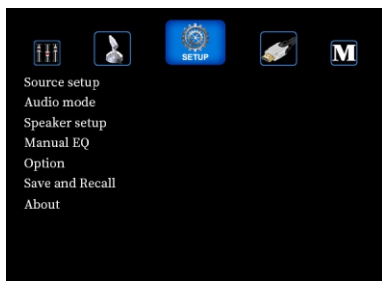 SETUP
M
Source setup
Audio mode
Speaker setup
Manual EQ
Option
Save and Recall
About